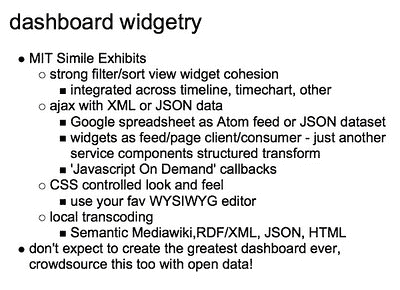 dashboard widgetry
● MIT Simile Exhibits
○ strong filter/sort view widget cohesion
■ integrated across timeline, timechart, other
○ ajax with XML or JSON data
■ Google spreadsheet as Atom feed or JSON dataset
■ widgets as feed/page client/consumer - just another
service components structured transform
■ 'Javascript On Demand' callbacks
○ CSS controlled look and feel
■ use your fav WYSIWYG editor
○ local transcoding
■ Semantic Mediawiki,RDF/XML, JSON, HTML
● don't expect to create the greatest dashboard ever,
crowdsource this too with open data!